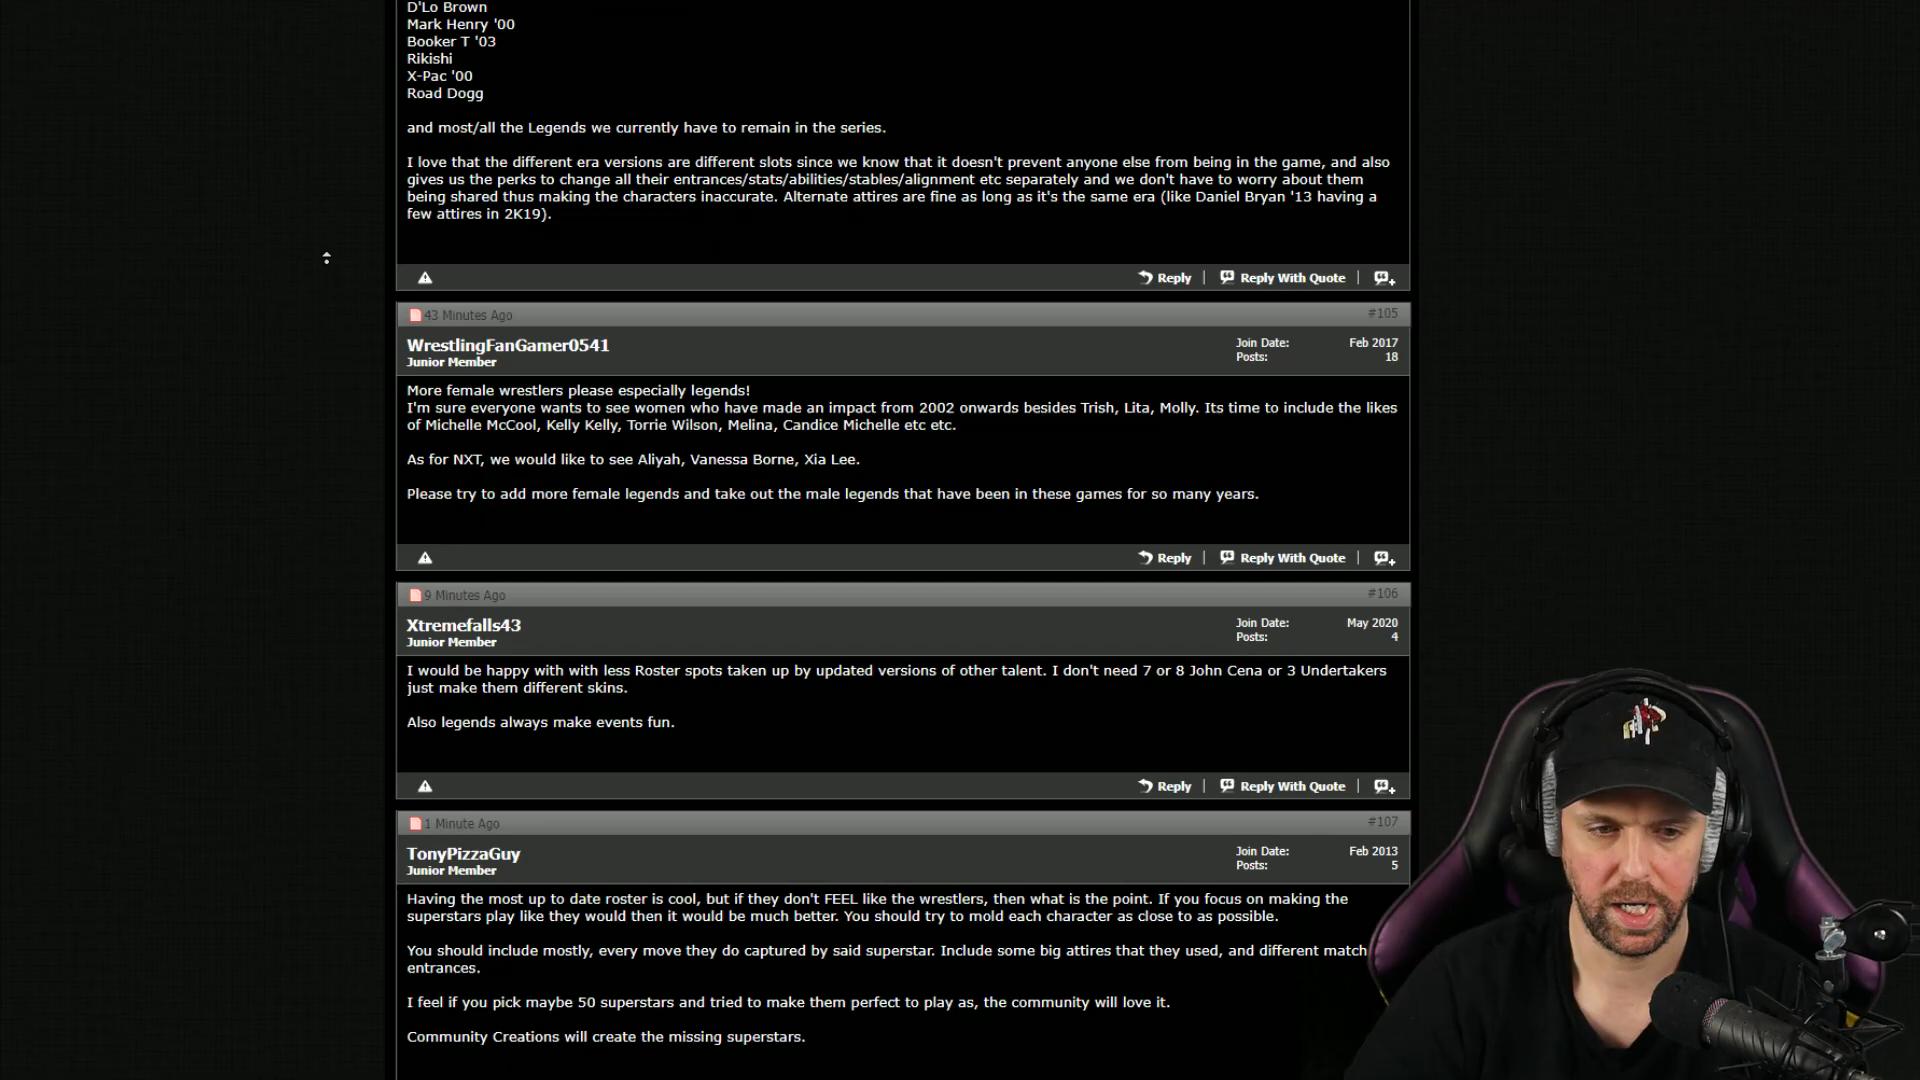 D'Lo Brown
Mark Henry '00
Booker T '03
Rikishi
X-Pac '00
Road Dogg
and most/all the Legends we currently have to remain in the series.
I love that the different era versions are different slots since we know that it doesn't prevent anyone else from being in the game, and also
gives us the perks to change all their entrances/stats/abilities/stables/alignment etc separately and we don't have to worry about them
being shared thus making the characters inaccurate. Alternate attires are fine as long as it's the same era (like Daniel Bryan '13 having a
few attires in 2K19).
Reply | Reply With Quote |
43 Minutes Ago #105
WrestlingFanGamer0541 Join Date: Feb 2017
Junior Member Posts: 18
More female wrestlers please especially legends!
I'm sure everyone wants to see women who have made an impact from 2002 onwards besides Trish, Lita, Molly. Its time to include the likes
of Michelle McCool, Kelly Kelly, Torrie Wilson, Melina, Candice Michelle etc etc.
As for NXT, we would like to see Aliyah, Vanessa Borne, Xia Lee.
Please try to add more female legends and take out the male legends that have been in these games for so many years.
Reply | Reply With Quote |
9 Minutes Ago #106
Xtremefalls43 Join Date: May 2020
Junior Member Posts: 4
I would be happy with with less Roster spots taken up by updated versions of other talent. I don't need 7 or 8 John Cena or 3 Undertakers
just make them different skins.
Also legends always make events fun.
Reply | Reply With Quote |
1 Minute Ago #107
TonyPizzaGuy Join Date: Feb 2013
Junior Member Posts: 5
Having the most up to date roster is cool, but if they don't FEEL like the wrestlers, then what is the point. If you focus on making the
superstars play like they would then it would be much better. You should try to mold each character as close to as possible.
You should include mostly, every move they do captured by said superstar. Include some big attires that they used, and different match
entrances.
I feel if you pick maybe 50 superstars and tried to make them perfect to play as, the community will love it.
Community Creations will create the missing superstars.